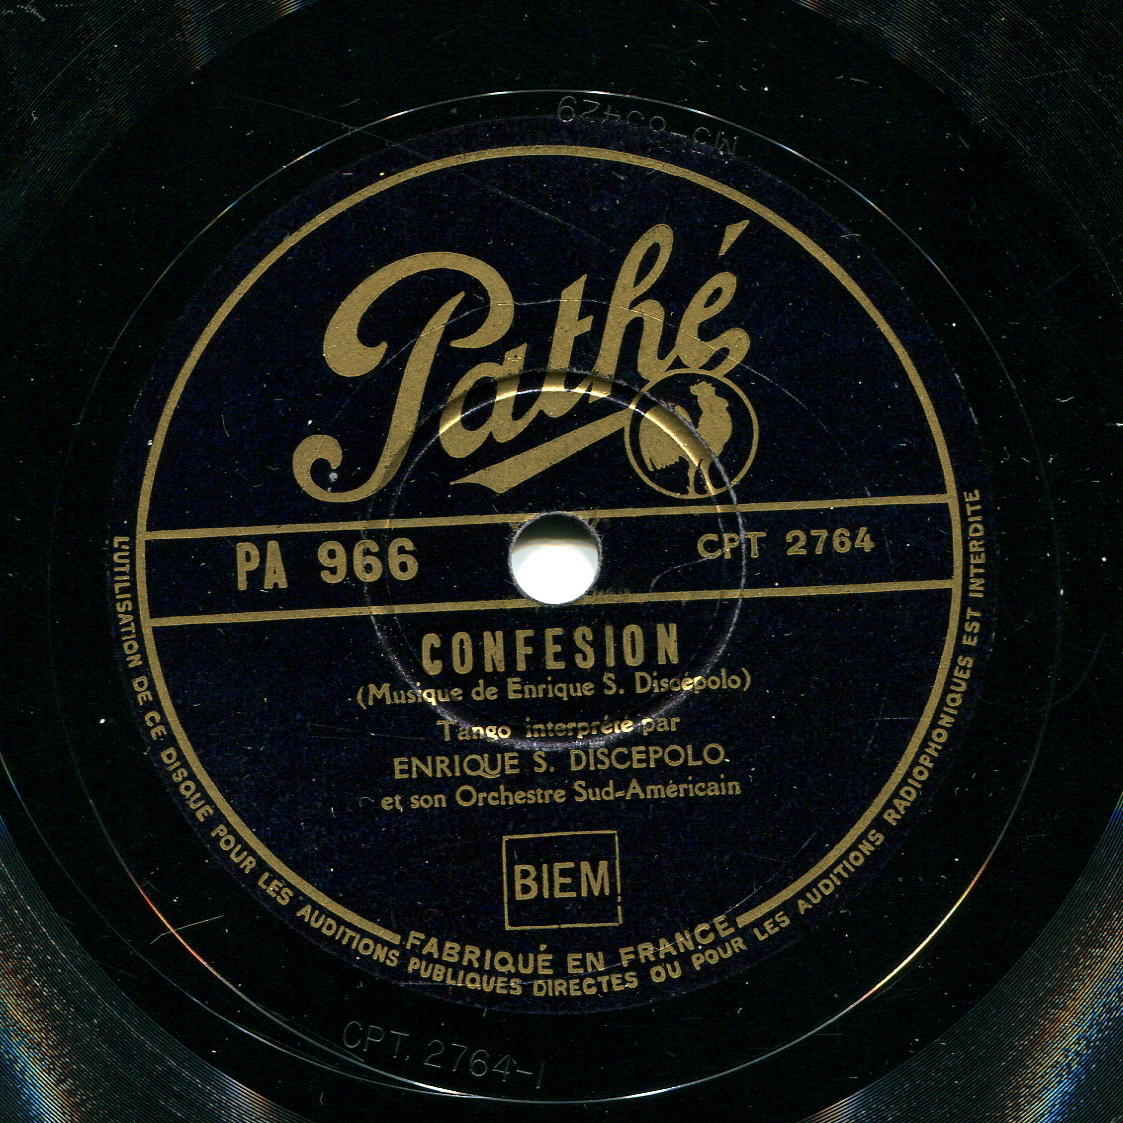 Pathé
PA 966
CPT 2764
CONFESION
(Musique de Enrique S. Discépolo)
Tango interprété par
ENRIQUE S. DISCEPOLO
et son Orchestre Sud-Américain
BIEM
FABRIQUÉ EN FRANCE
L'UTILISATION DE CE DISQUE POUR LES AUDITIONS PUBLIQUES DIRECTES OU POUR LES AUDITIONS RADIOPHONIQUES EST INTERDITE
CPT. 2764-1